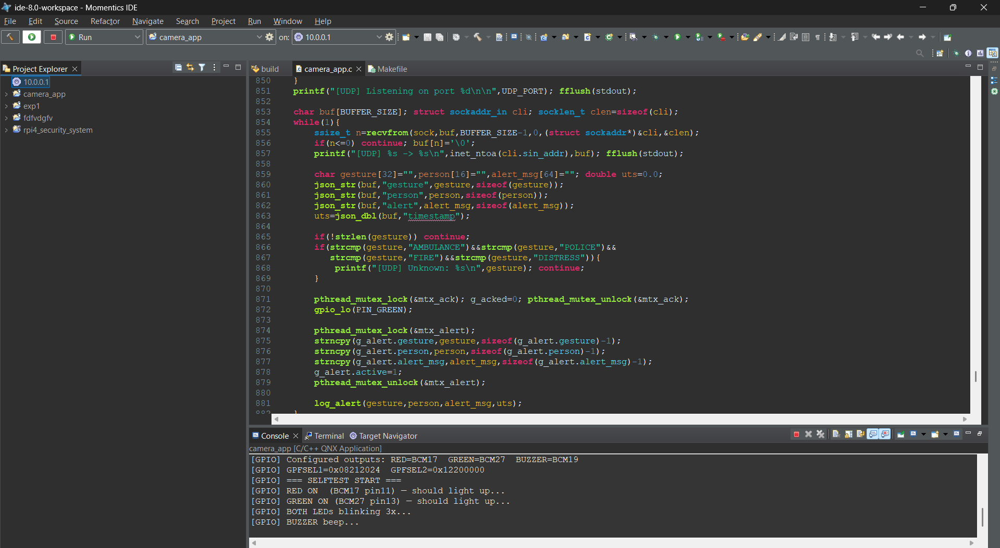 ide-8.0-workspace - Momentics IDE
File Edit Source Refactor Navigate Search Project Run Window Help
Run camera_app on: 10.0.0.1
Project Explorer
10.0.0.1
camera_app
exp1
fdfvdgfv
rpi4_security_system
build camera_app.c Makefile
850 }
851 printf("[UDP] Listening on port %d\n\n",UDP_PORT); fflush(stdout);
852
853 char buf[BUFFER_SIZE]; struct sockaddr_in cli; socklen_t clen=sizeof(cli);
854 while(1){
855 ssize_t n=recvfrom(sock,buf,BUFFER_SIZE-1,0,(struct sockaddr*)&cli,&clen);
856 if(n<=0) continue; buf[n]='\0';
857 printf("[UDP] %s -> %s\n",inet_ntoa(cli.sin_addr),buf); fflush(stdout);
858
859 char gesture[32]="",person[16]="",alert_msg[64]=""; double uts=0.0;
860 json_str(buf,"gesture",gesture,sizeof(gesture));
861 json_str(buf,"person",person,sizeof(person));
862 json_str(buf,"alert",alert_msg,sizeof(alert_msg));
863 uts=json_dbl(buf,"timestamp");
864
865 if(!strlen(gesture)) continue;
866 if(strcmp(gesture,"AMBULANCE")&&strcmp(gesture,"POLICE")&&
867 strcmp(gesture,"FIRE")&&strcmp(gesture,"DISTRESS")){
868 printf("[UDP] Unknown: %s\n",gesture); continue;
869 }
870
871 pthread_mutex_lock(&mtx_ack); g_acked=0; pthread_mutex_unlock(&mtx_ack);
872 gpio_lo(PIN_GREEN);
873
874 pthread_mutex_lock(&mtx_alert);
875 strncpy(g_alert.gesture,gesture,sizeof(g_alert.gesture)-1);
876 strncpy(g_alert.person,person,sizeof(g_alert.person)-1);
877 strncpy(g_alert.alert_msg,alert_msg,sizeof(g_alert.alert_msg)-1);
878 g_alert.active=1;
879 pthread_mutex_unlock(&mtx_alert);
880
881 log_alert(gesture,person,alert_msg,uts);
882 }
Console Terminal Target Navigator
camera_app [C/C++ QNX Application]
[GPIO] Configured outputs: RED=BCM17 GREEN=BCM27 BUZZER=BCM19
[GPIO] GPFSEL1=0x08212024 GPFSEL2=0x12200000
[GPIO] === SELFTEST START ===
[GPIO] RED ON (BCM17 pin11) — should light up...
[GPIO] GREEN ON (BCM27 pin13) — should light up...
[GPIO] BOTH LEDs blinking 3x...
[GPIO] BUZZER beep...